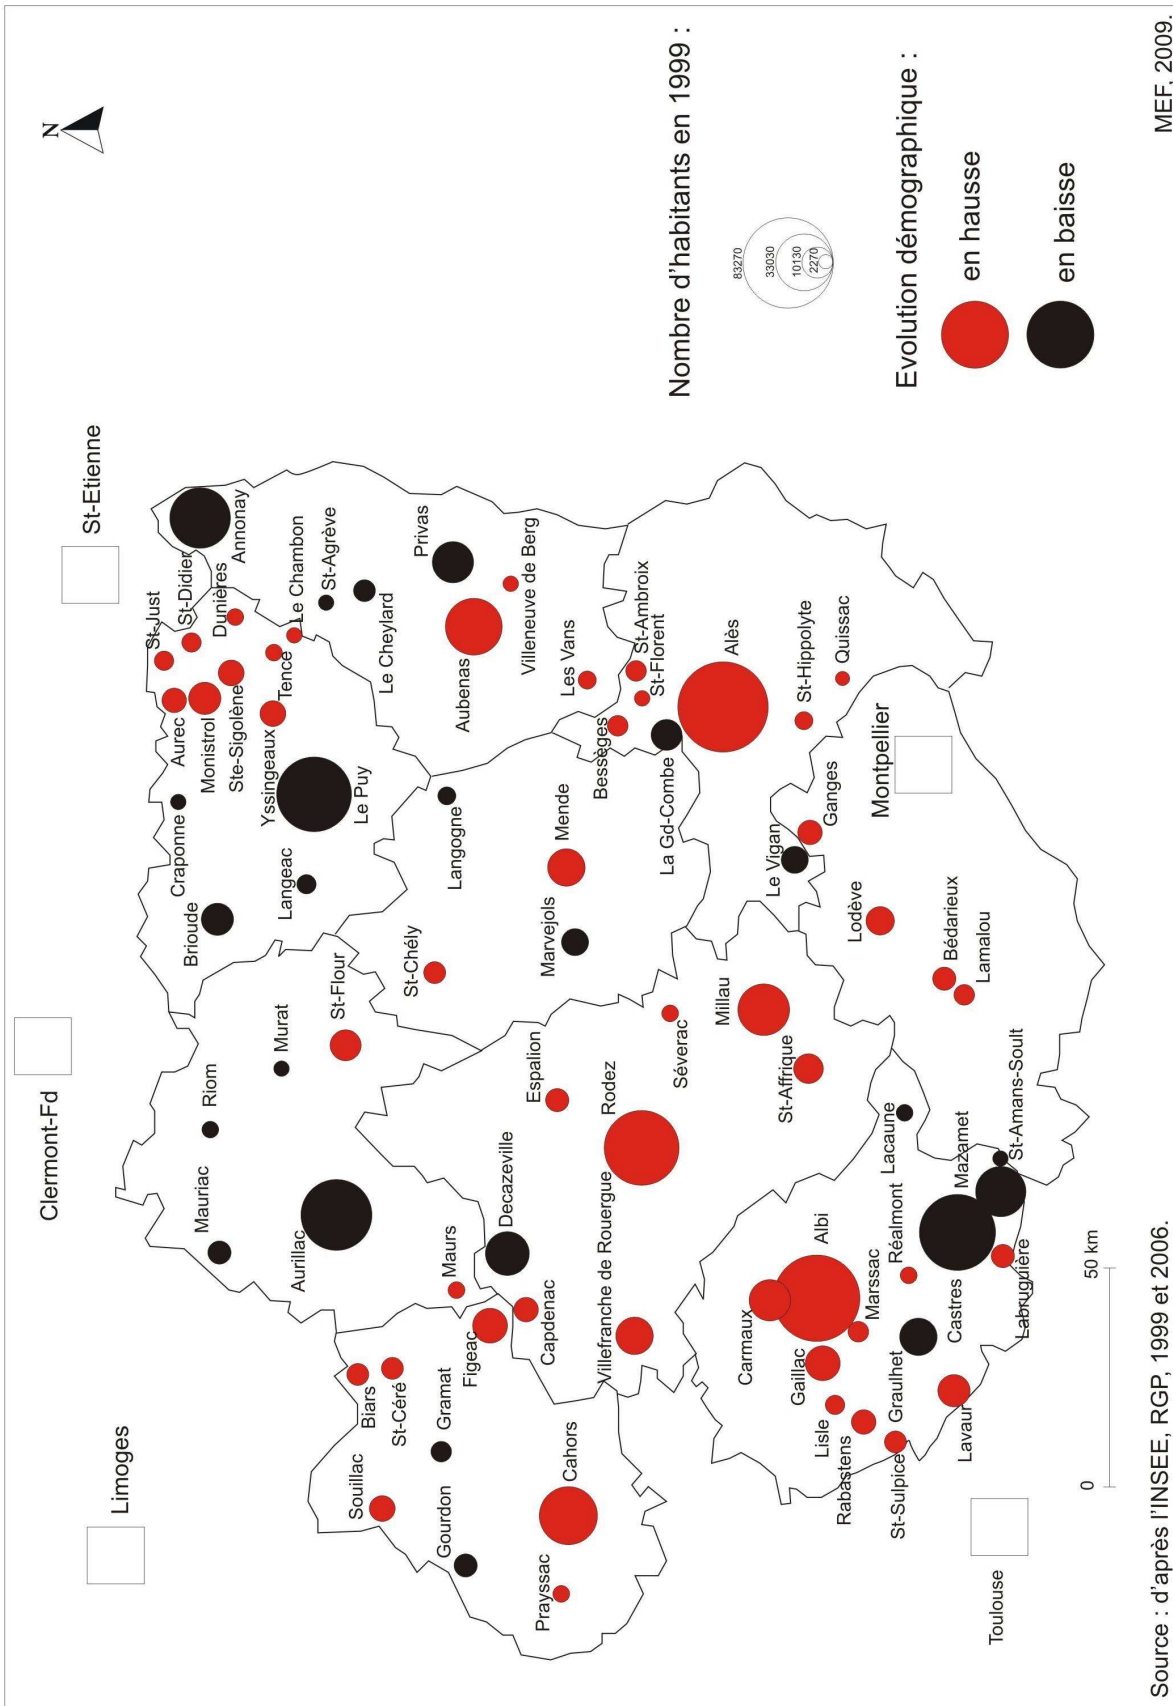 N
Limoges
Clermont-Fd
St-Etienne
Mauriac
Riom
Murat
Brioude
Craponne
Aurec
St-Just
St-Didier
Monistrol
Dunières
Ste-Sigolène
Annonay
Yssingeaux
Tence
Le Chambon
Langeac
Le Puy
St-Agrève
Aurillac
St-Flour
Le Cheylard
Souillac
Biars
St-Céré
Maurs
St-Chély
Langogne
Privas
Gourdon
Gramat
Figeac
Decazeville
Capdenac
Espalion
Aubenas
Villeneuve de Berg
Prayssac
Cahors
Marvejols
Mende
Les Vans
Villefranche de Rouergue
Rodez
Séverac
Bessèges
St-Ambroix
St-Florent
La Gd-Combe
Millau
Alès
Carmaux
Albi
St-Affrique
Le Vigan
Ganges
St-Hippolyte
Quissac
Gaillac
Marssac
Lisle
Rabastens
St-Sulpice
Graulhet
Réalmont
Lacaune
Lodève
Montpellier
Lavaur
Castres
Mazamet
Bédarieux
Lamalou
Labruguière
St-Amans-Soult
Toulouse
0
50 km
Nombre d'habitants en 1999 :
83270
33030
10130
2270
Evolution démographique :
en hausse
en baisse
Source : d'après l'INSEE, RGP, 1999 et 2006.
MEF, 2009.